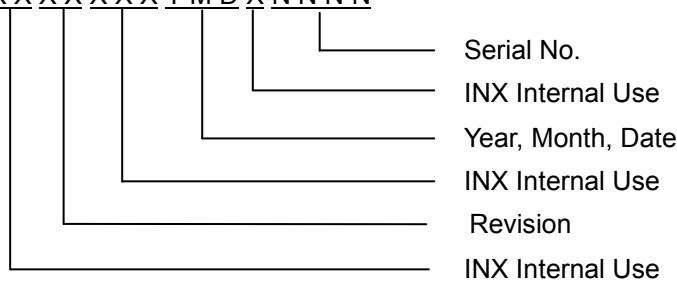 X X X X X X X Y M D X N N N N
Serial No.
INX Internal Use
Year, Month, Date
INX Internal Use
Revision
INX Internal Use